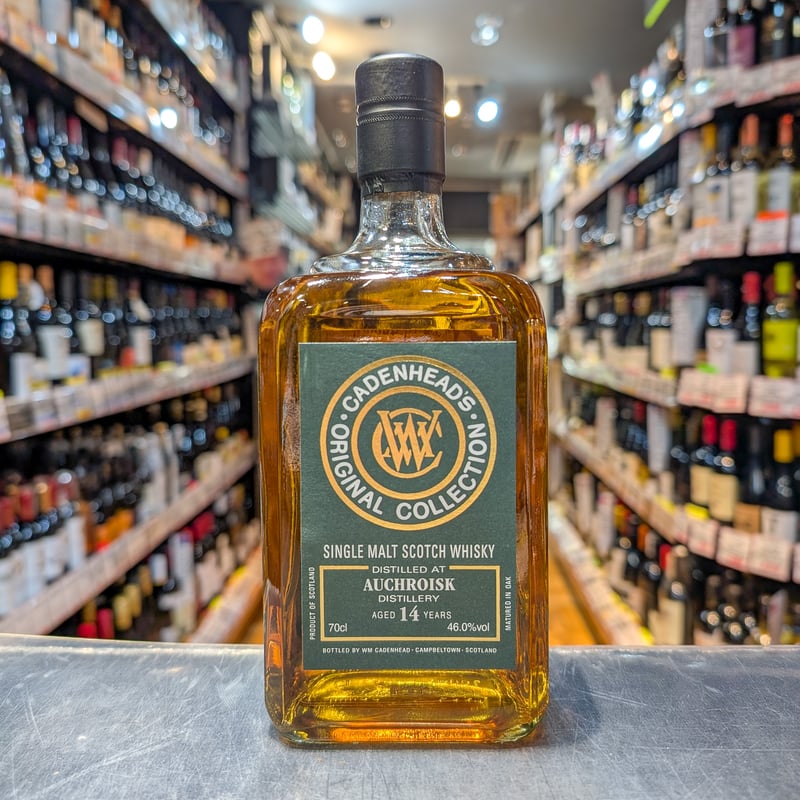 CADENHEAD'S
WMC
ORIGINAL COLLECTION
SINGLE MALT SCOTCH WHISKY
DISTILLED AT
AUCHROISK
DISTILLERY
AGED 14 YEARS
70cl 46.0%vol
PRODUCT OF SCOTLAND
MATURED IN OAK
BOTTLED BY WM CADENHEAD · CAMPBELTOWN · SCOTLAND